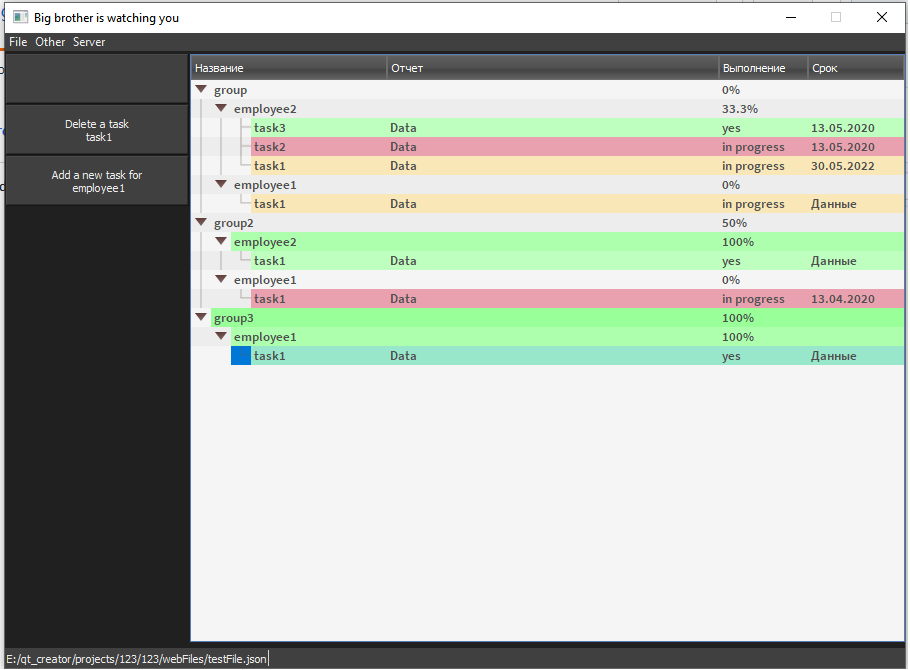 Big brother is watching you
File Other Server
Delete a task
task1
Add a new task for
employee1
Название Отчет Выполнение Срок
group 0%
employee2 33.3%
task3 Data yes 13.05.2020
task2 Data in progress 13.05.2020
task1 Data in progress 30.05.2022
employee1 0%
task1 Data in progress Данные
group2 50%
employee2 100%
task1 Data yes Данные
employee1 0%
task1 Data in progress 13.04.2020
group3 100%
employee1 100%
task1 Data yes Данные
E:/qt_creator/projects/123/123/webFiles/testFile.json